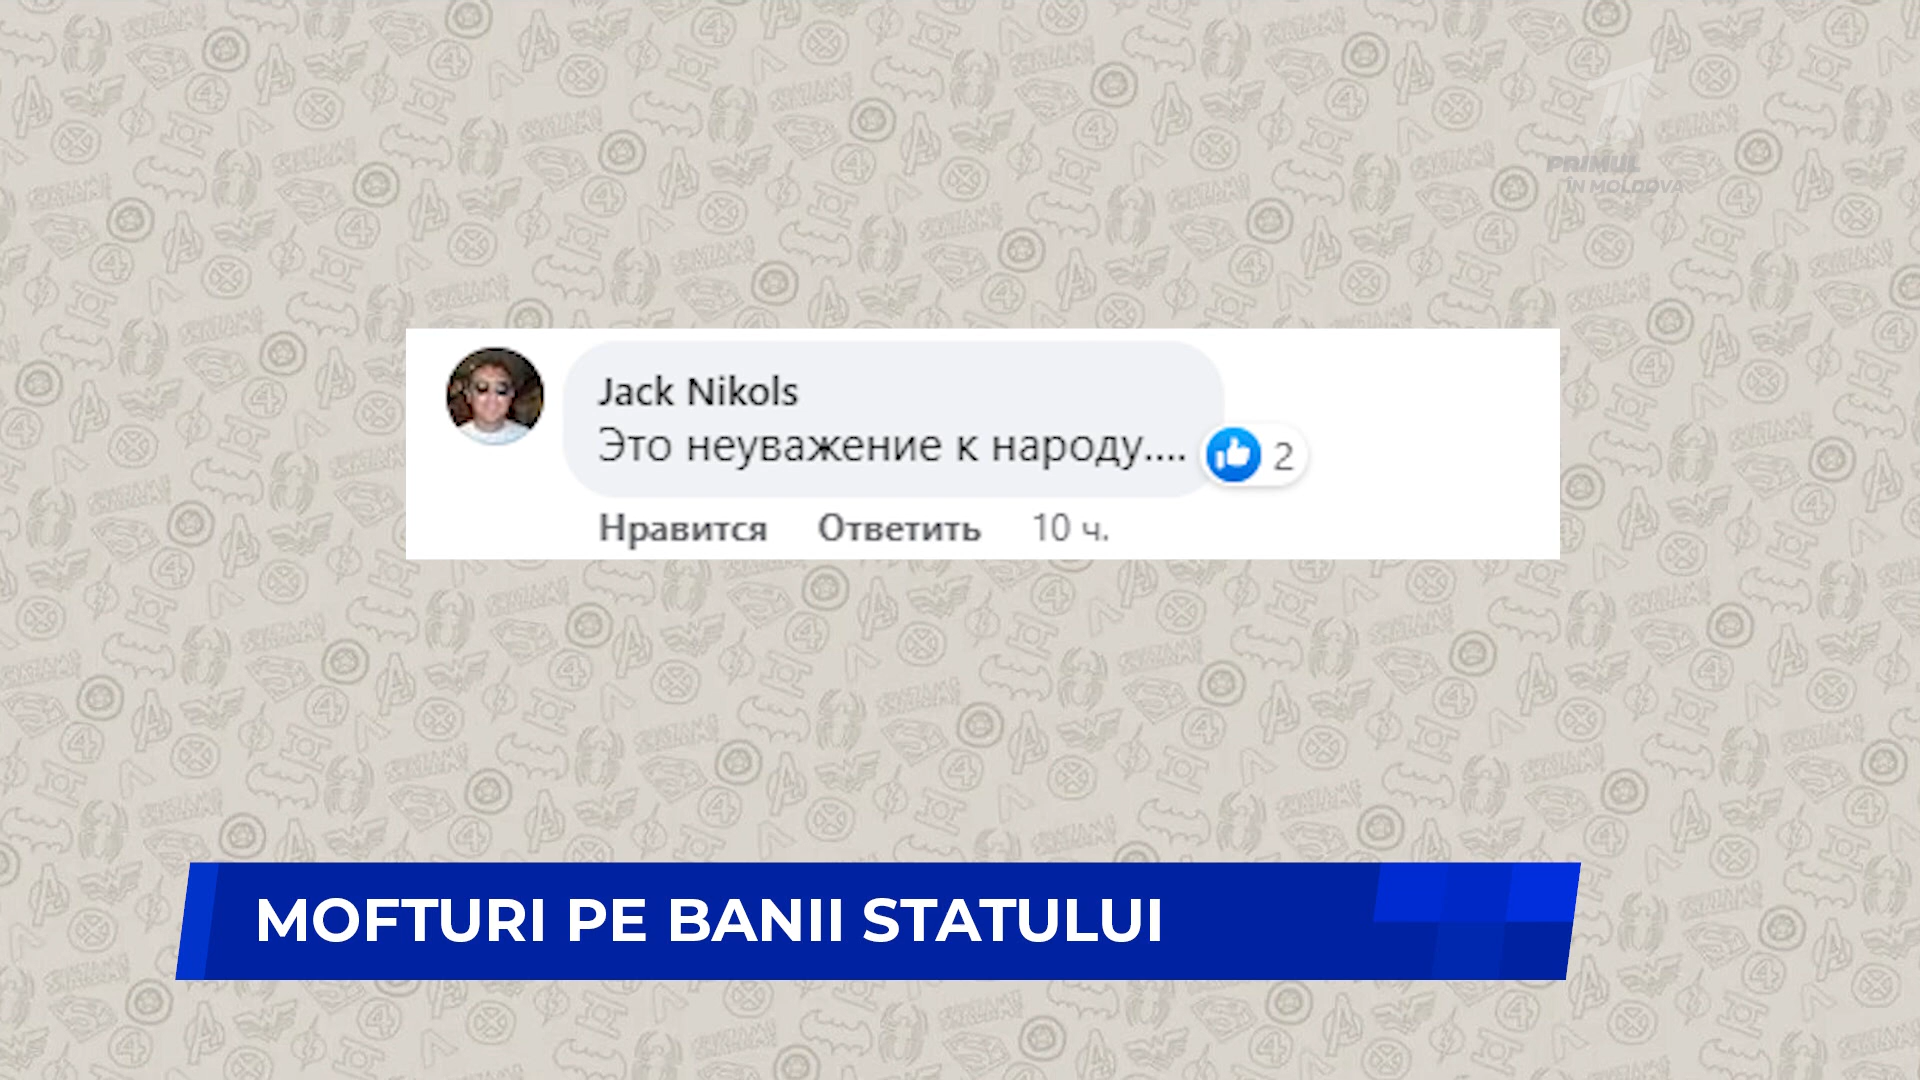 PRIMUL
ÎN MOLDOVA
Jack Nikols
Это неуважение к народу....
2
Нравится Ответить 10 ч.
MOFTURI PE BANII STATULUI